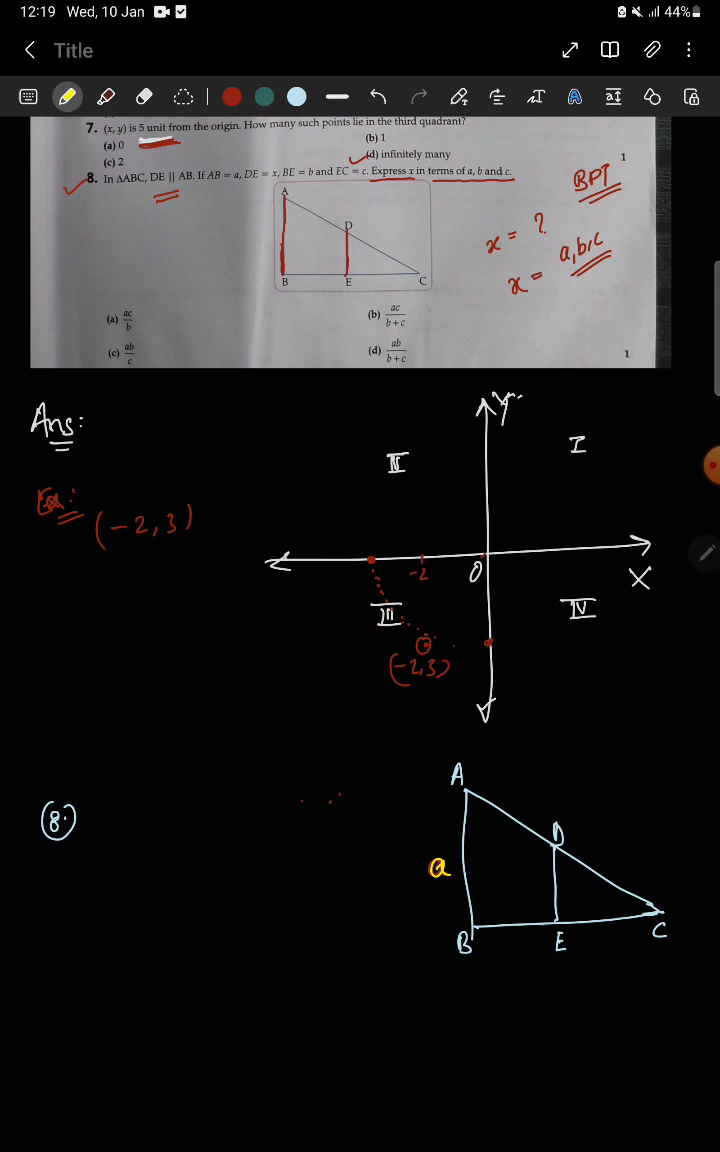 12:19 Wed, 10 Jan
44%
Title
7. (x, y) is 5 unit from the origin. How many such points lie in the third quadrant?
(a) 0
(b) 1
(c) 2
(d) infinitely many
1
8. In ΔABC, DE || AB. If AB = a, DE = x, BE = b and EC = c. Express x in terms of a, b and c.
BPT
A
D
B
E
C
x = ?
x = a,b,c
(a) ac/b
(b) ac/b+c
(c) ab/c
(d) ab/b+c
1
Ans:
Y
II
I
Ex:
(-2,3)
-2
O
X
III
IV
(-2,3)
A
8.
D
a
B
E
C